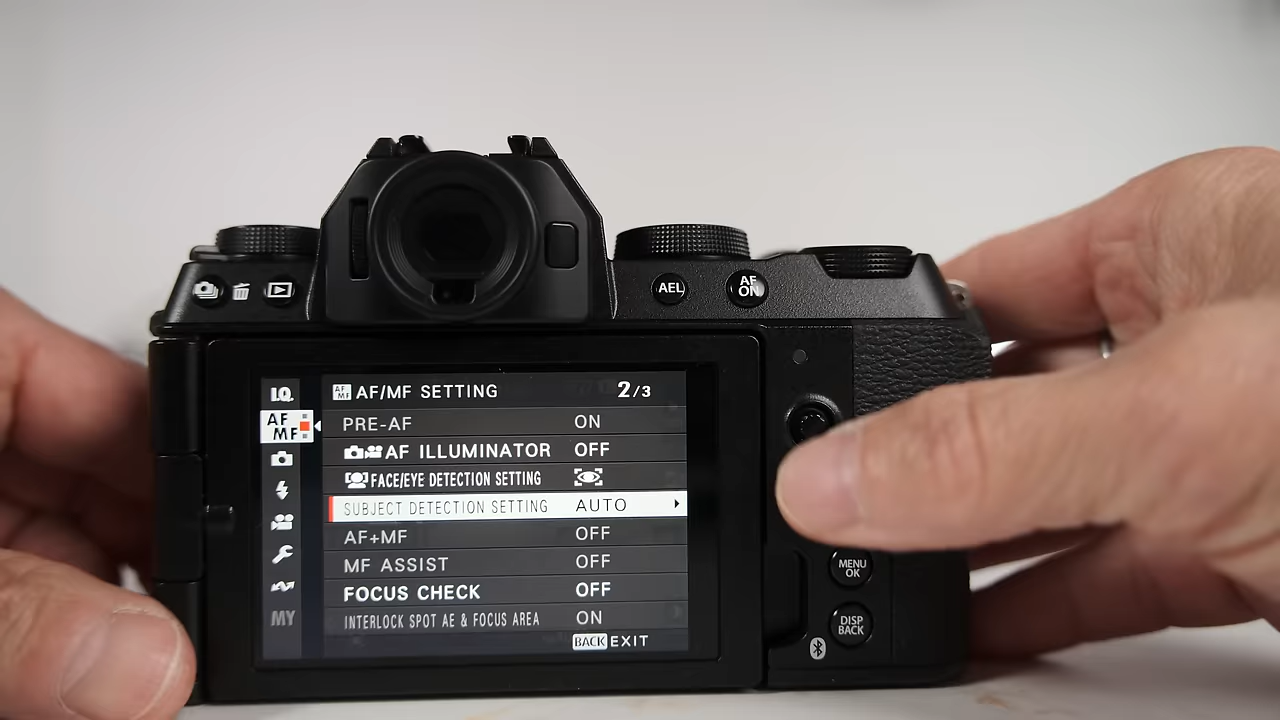 AEL
AF ON
I.Q.
AF MF
MY
AF MF AF/MF SETTING 2/3
PRE-AF ON
AF ILLUMINATOR OFF
FACE/EYE DETECTION SETTING
SUBJECT DETECTION SETTING AUTO
AF+MF OFF
MF ASSIST OFF
FOCUS CHECK OFF
INTERLOCK SPOT AE & FOCUS AREA ON
BACK EXIT
MENU
OK
DISP
BACK